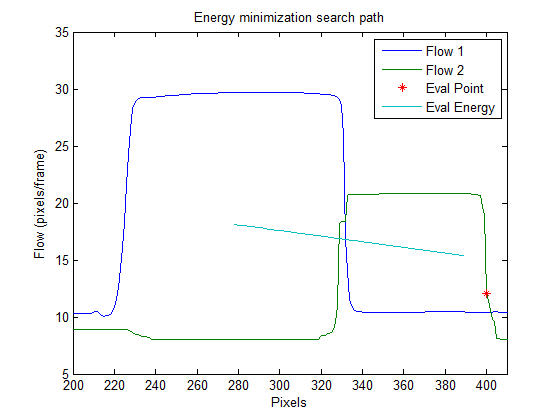 Energy minimization search path
35
30
25
20
15
10
5
Flow (pixels/frame)
Flow 1
Flow 2
Eval Point
Eval Energy
200 220 240 260 280 300 320 340 360 380 400
Pixels